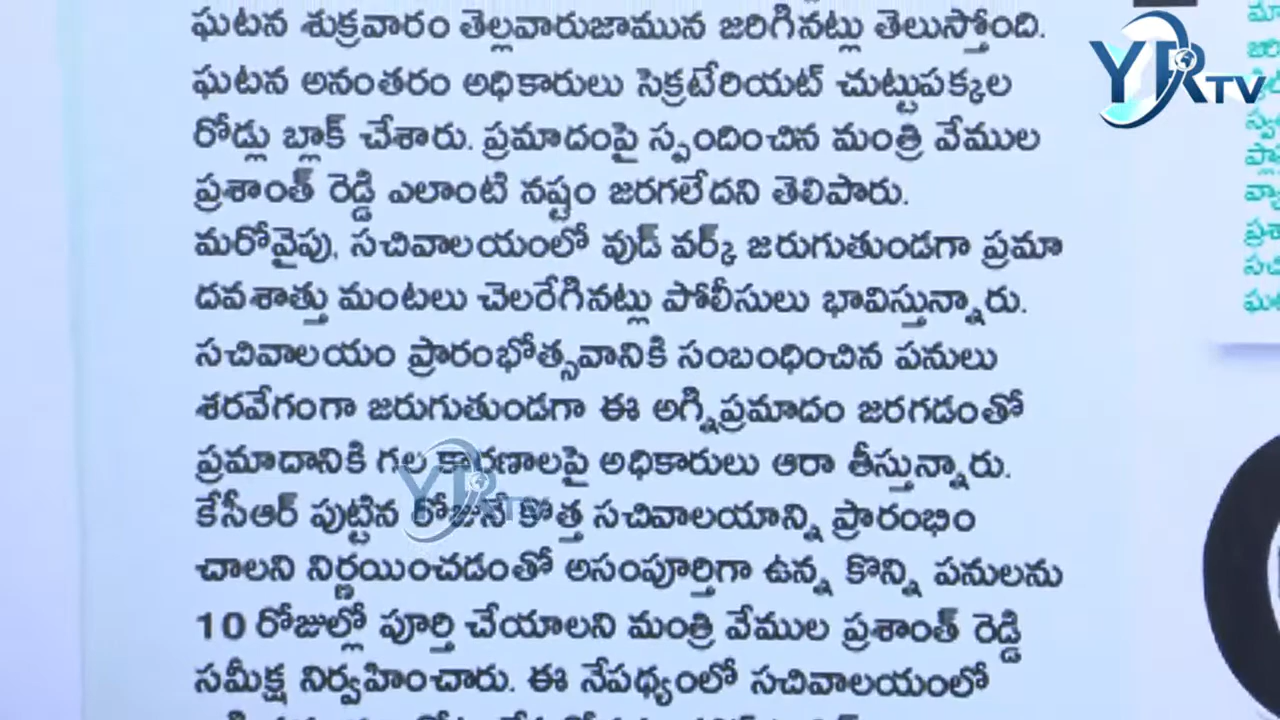 ఘటన శుక్రవారం తెల్లవారుజామున జరిగినట్లు తెలుస్తోంది.
ఘటన అనంతరం అధికారులు సెక్రటేరియట్ చుట్టుపక్కల
రోడ్లు బ్లాక్ చేశారు. ప్రమాదంపై స్పందించిన మంత్రి వేముల
ప్రశాంత్ రెడ్డి ఎలాంటి నష్టం జరగలేదని తెలిపారు.
మరోవైపు, సచివాలయంలో వుడ్ వర్క్ జరుగుతుండగా ప్రమా
దవశాత్తు మంటలు చెలరేగినట్లు పోలీసులు భావిస్తున్నారు.
సచివాలయం ప్రారంభోత్సవానికి సంబంధించిన పనులు
శరవేగంగా జరుగుతుండగా ఈ అగ్నిప్రమాదం జరగడంతో
ప్రమాదానికి గల కారణాలపై అధికారులు ఆరా తీస్తున్నారు.
కేసీఆర్ పుట్టిన రోజునే కొత్త సచివాలయాన్ని ప్రారంభిం
చాలని నిర్ణయించడంతో అసంపూర్తిగా ఉన్న కొన్ని పనులను
10 రోజుల్లో పూర్తి చేయాలని మంత్రి వేముల ప్రశాంత్ రెడ్డి
సమీక్ష నిర్వహించారు. ఈ నేపథ్యంలో సచివాలయంలో
YRTV
YRTV